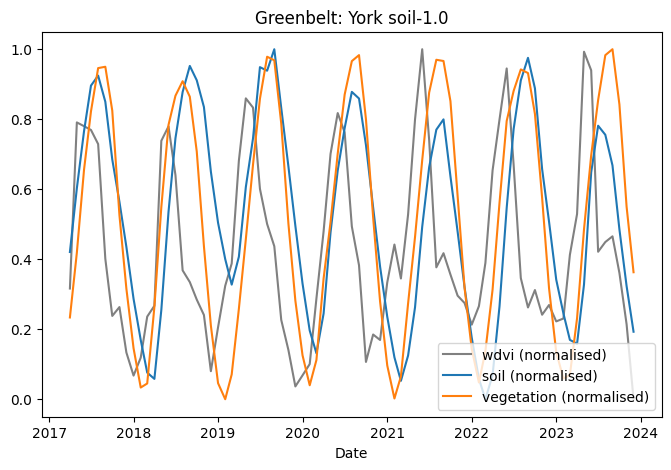 Greenbelt: York soil-1.0
1.0
0.8
0.6
0.4
0.2
0.0
wdvi (normalised)
soil (normalised)
vegetation (normalised)
2017 2018 2019 2020 2021 2022 2023 2024
Date